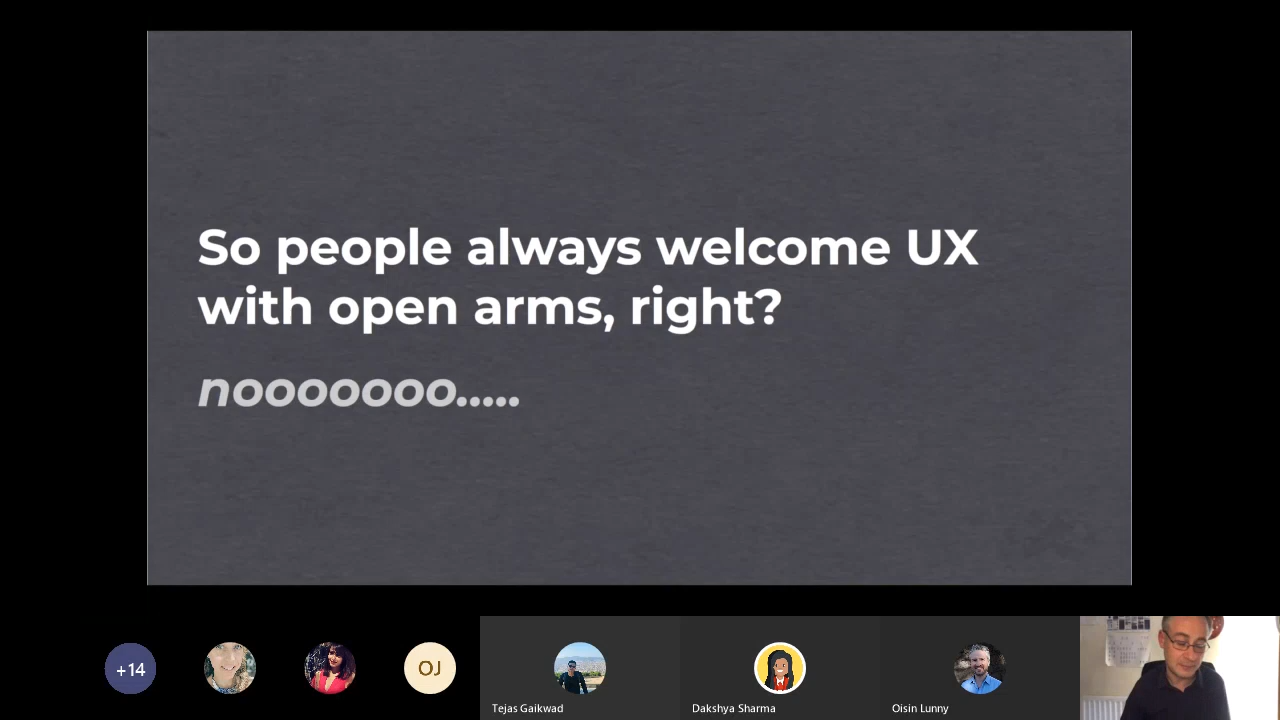 So people always welcome UX
with open arms, right?
nooooooo.....
+14
OJ
Tejas Gaikwad
Dakshya Sharma
Oisin Lunny